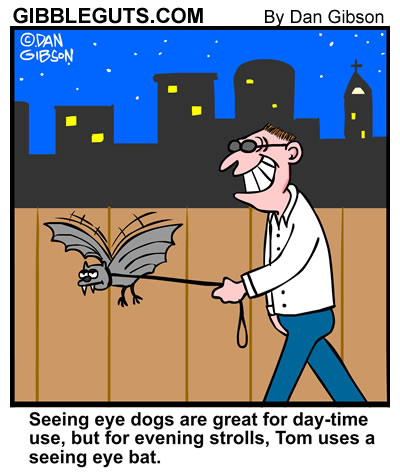 GIBBLEGUTS.COM By Dan Gibson
©DAN
GIBSON
Seeing eye dogs are great for day-time
use, but for evening strolls, Tom uses a
seeing eye bat.